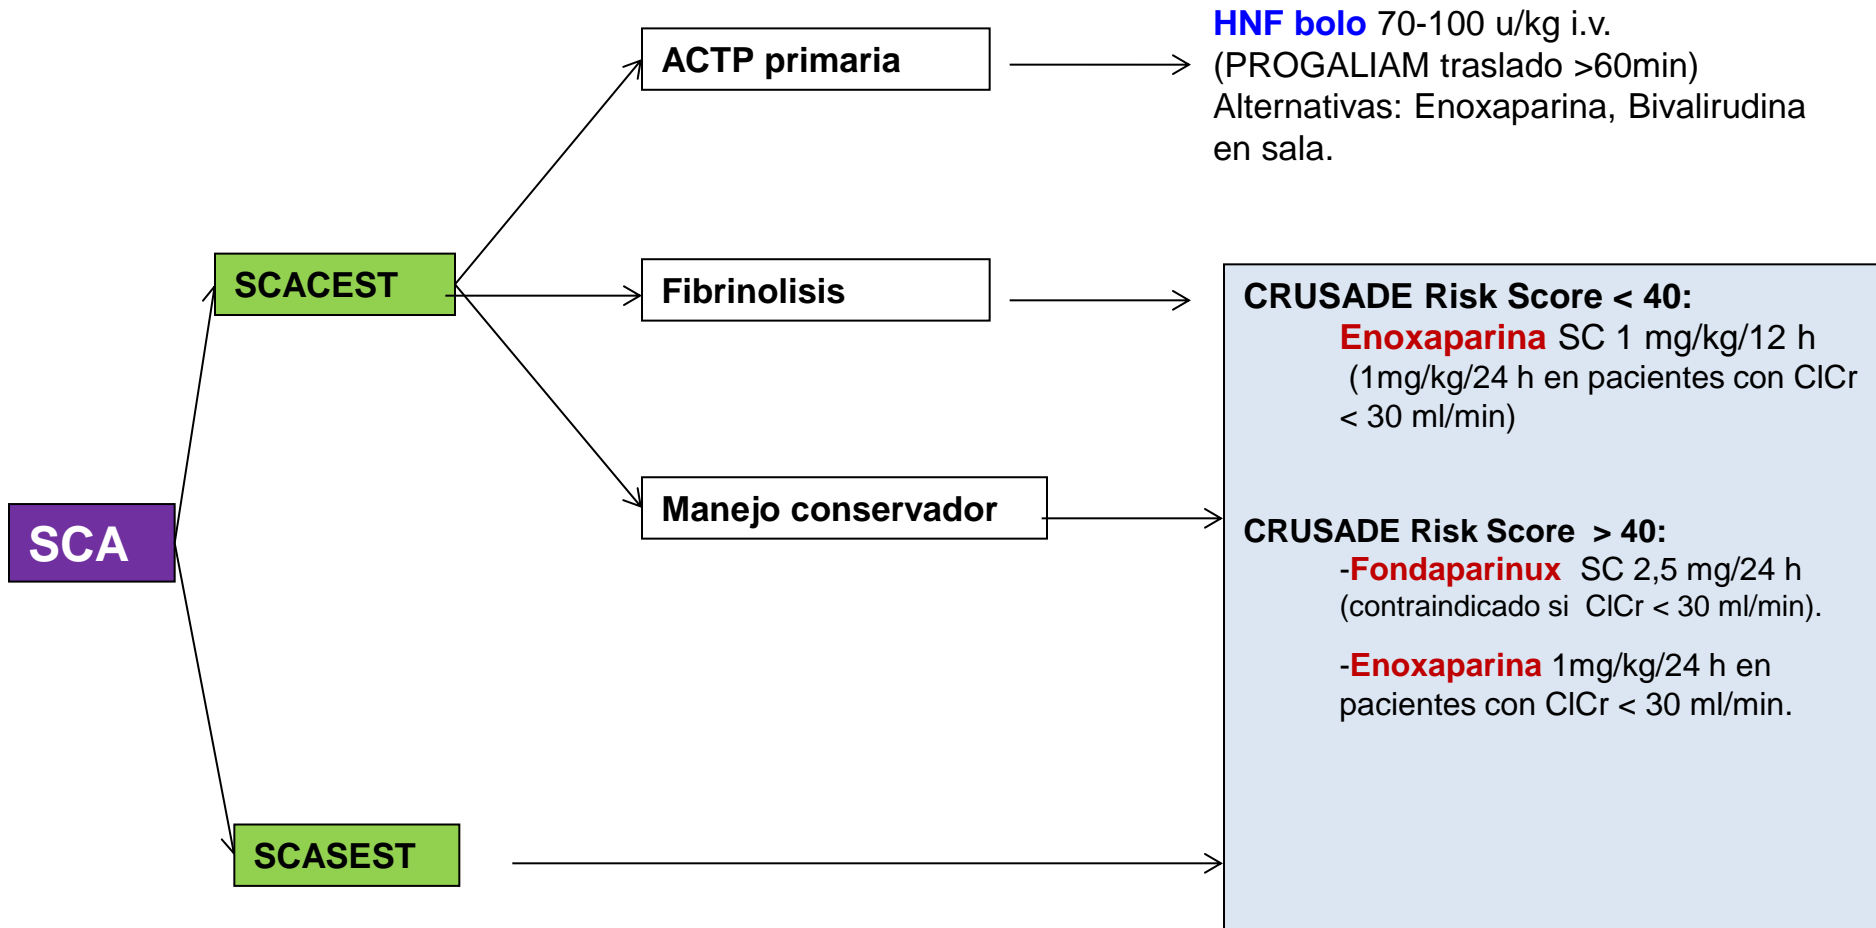 HNF bolo 70-100 u/kg i.v.
(PROGALIAM traslado >60min)
Alternativas: Enoxaparina, Bivalirudina
en sala.
ACTP primaria
SCACEST
Fibrinolisis
Manejo conservador
SCA
SCASEST
CRUSADE Risk Score < 40:
Enoxaparina SC 1 mg/kg/12 h
(1mg/kg/24 h en pacientes con ClCr
< 30 ml/min)
CRUSADE Risk Score > 40:
-Fondaparinux SC 2,5 mg/24 h
(contraindicado si ClCr < 30 ml/min).
-Enoxaparina 1mg/kg/24 h en
pacientes con ClCr < 30 ml/min.